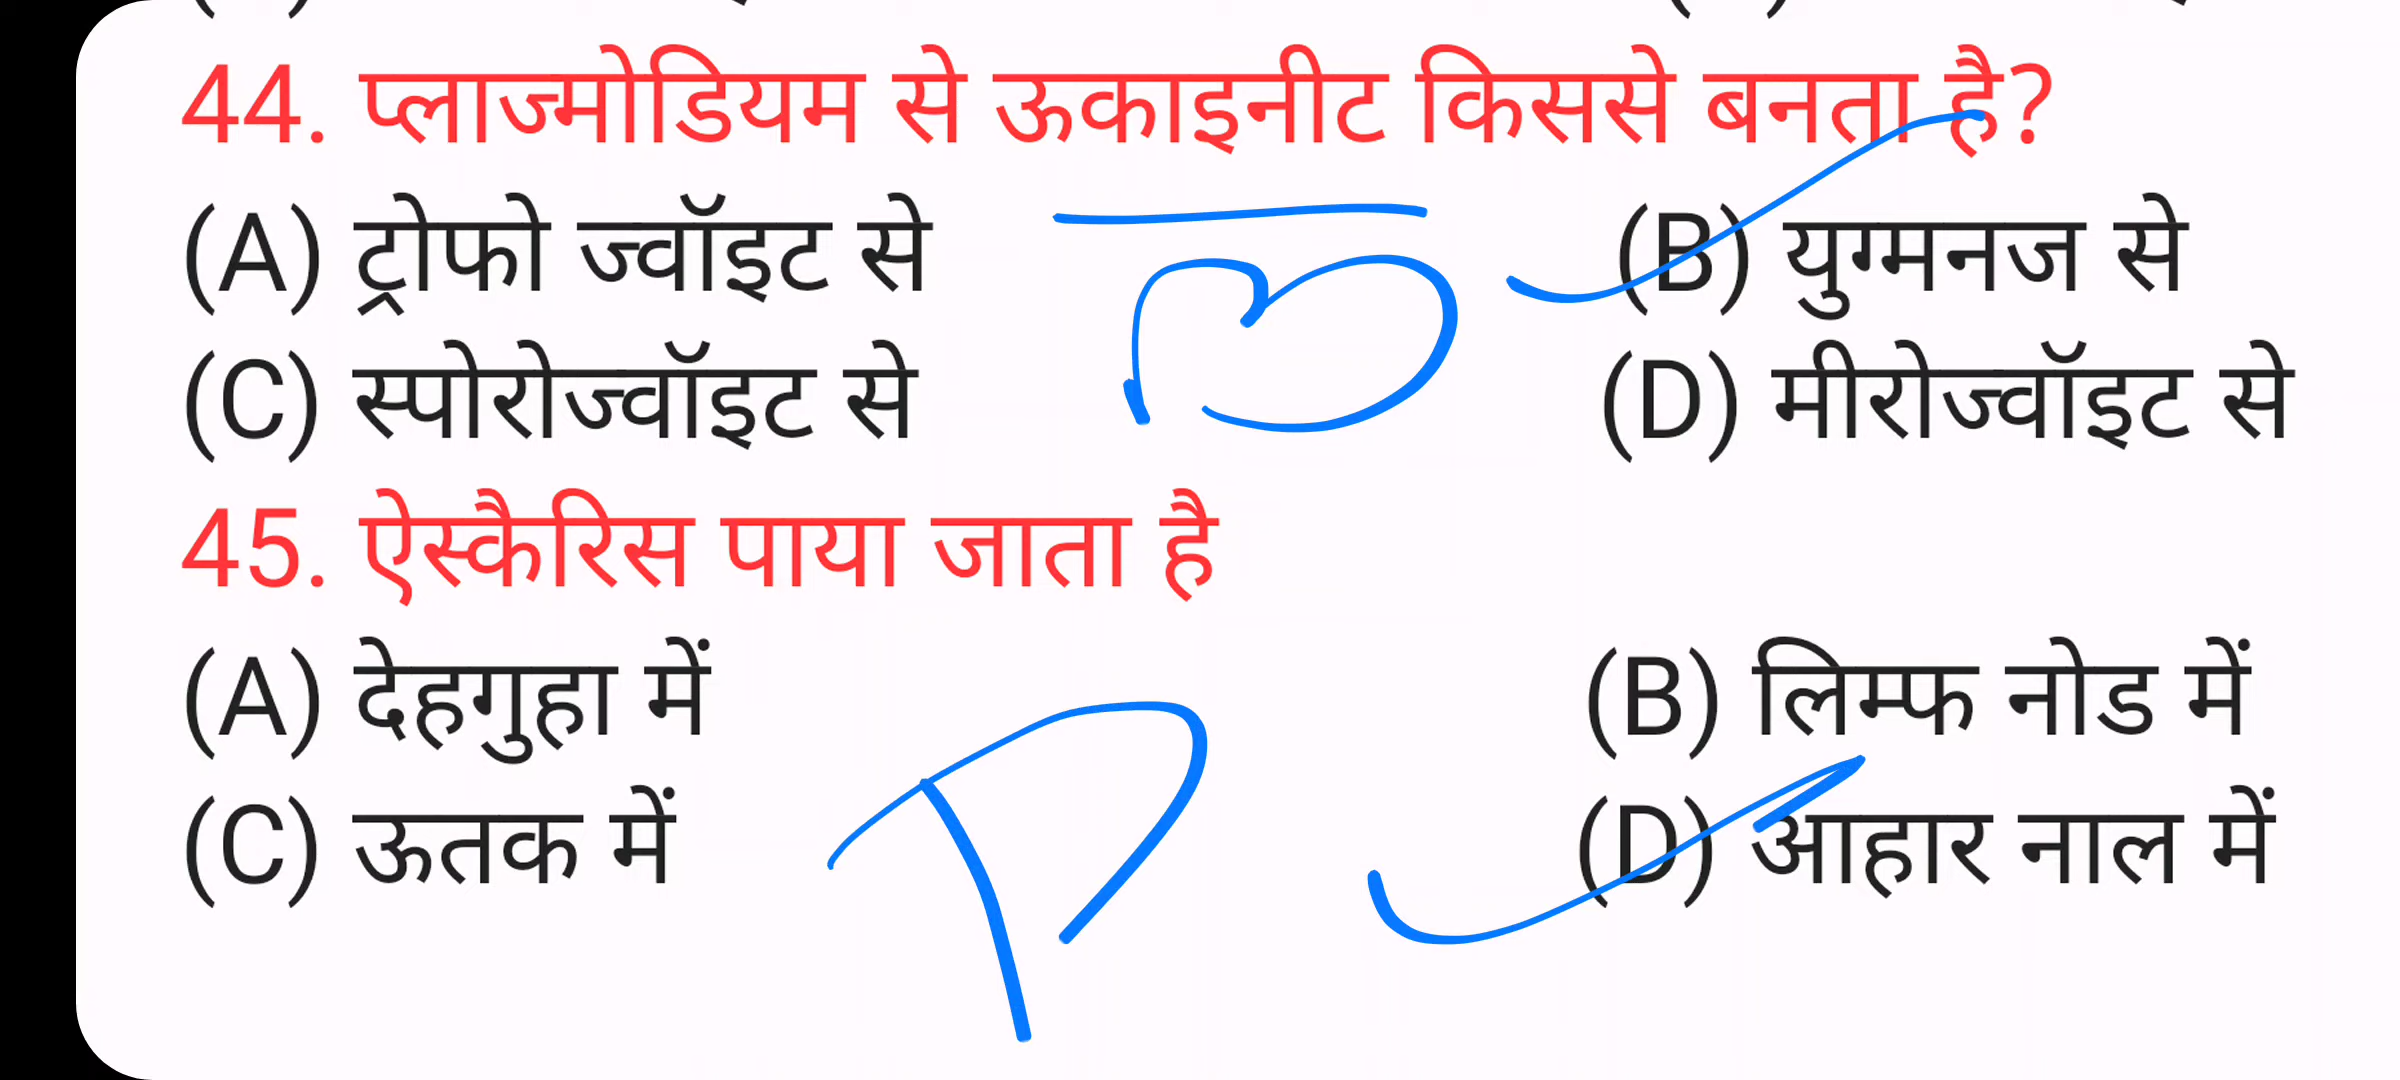 44. प्लाज्मोडियम से ऊकाइनीट किससे बनता है?
(A) ट्रोफो ज्वॉइट से (B) युग्मनज से
(C) स्पोरोज्वॉइट से (D) मीरोज्वॉइट से
45. ऐस्कैरिस पाया जाता है
(A) देहगुहा में (B) लिम्फ नोड में
(C) ऊतक में (D) आहार नाल में